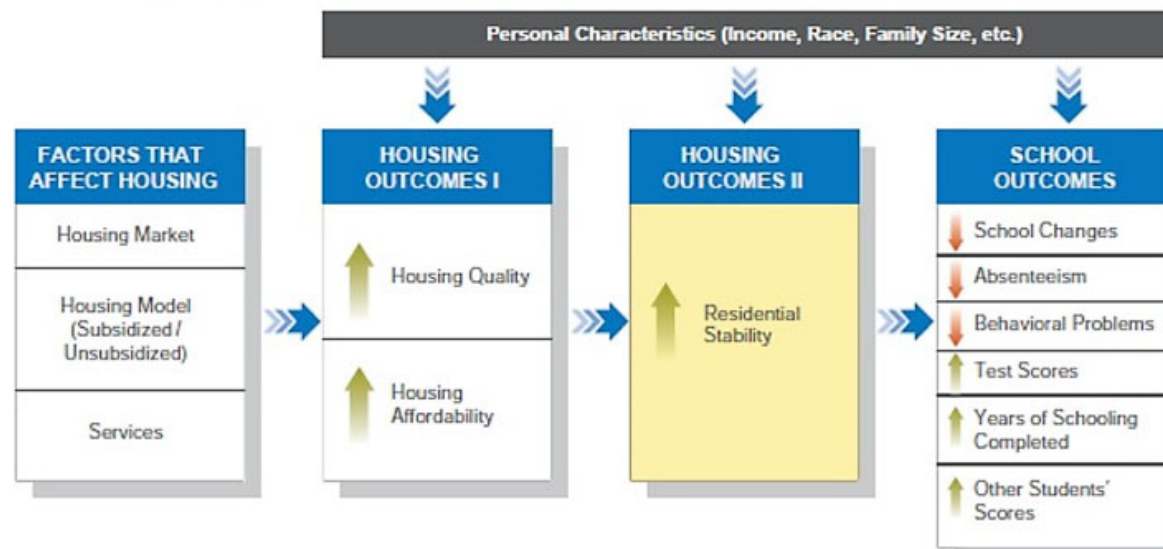 Personal Characteristics (Income, Race, Family Size, etc.)
FACTORS THAT
AFFECT HOUSING
Housing Market
Housing Model
(Subsidized /
Unsubsidized)
Services
HOUSING
OUTCOMES I
Housing Quality
Housing
Affordability
HOUSING
OUTCOMES II
Residential
Stability
SCHOOL
OUTCOMES
School Changes
Absenteeism
Behavioral Problems
Test Scores
Years of Schooling
Completed
Other Students'
Scores